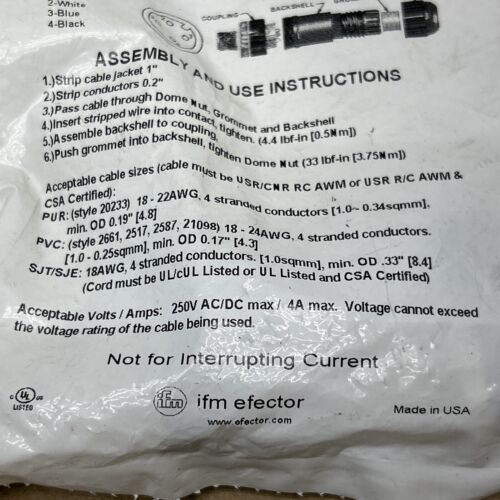 2-White
3-Blue
4-Black
COUPLING
BACKSHELL
ASSEMBLY AND USE INSTRUCTIONS
1.)Strip cable jacket 1"
2.)Strip conductors 0.2"
3.)Pass cable through Dome Nut, Grommet and Backshell
4.)Insert stripped wire into contact, tighten. (4.4 lbf-in [0.5Nm])
5.)Assemble backshell to coupling.
6.)Push grommet into backshell, tighten Dome Nut (33 lbf-in [3.75Nm])
Acceptable cable sizes (cable must be USR/CNR RC AWM or USR R/C AWM &
CSA Certified):
PUR: (style 20233) 18 - 22AWG, 4 stranded conductors [1.0~ 0.34sqmm],
min. OD 0.19" [4.8]
PVC: (style 2661, 2517, 2587, 21098) 18 - 24AWG, 4 stranded conductors.
[1.0 - 0.25sqmm], min. OD 0.17" [4.3]
SJT/SJE: 18AWG, 4 stranded conductors. [1.0sqmm], min. OD .33" [8.4]
(Cord must be UL/cUL Listed or UL Listed and CSA Certified)
Acceptable Volts / Amps: 250V AC/DC max / 4A max. Voltage cannot exceed
the voltage rating of the cable being used.
Not for Interrupting Current
c UL us
LISTED
ifm ifm efector
www.efector.com
Made in USA